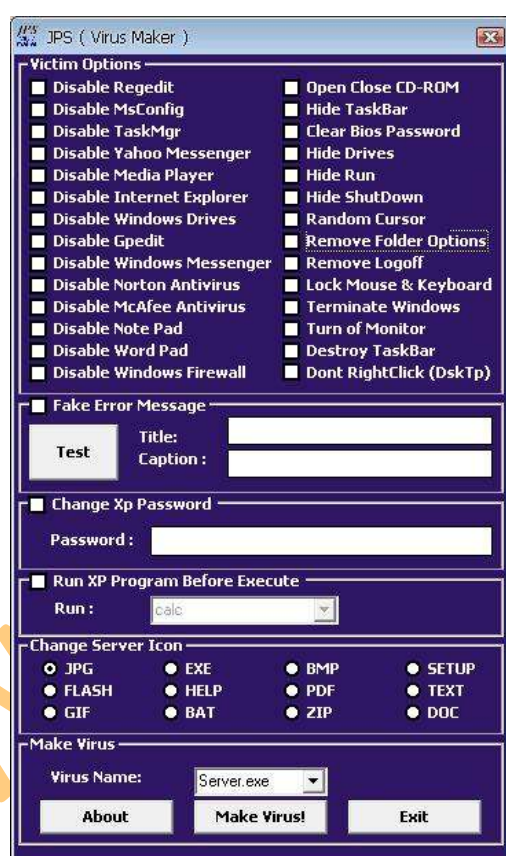 JPS ( Virus Maker )
Victim Options
Disable Regedit
Disable MsConfig
Disable TaskMgr
Disable Yahoo Messenger
Disable Media Player
Disable Internet Explorer
Disable Windows Drives
Disable Gpedit
Disable Windows Messenger
Disable Norton Antivirus
Disable McAfee Antivirus
Disable Note Pad
Disable Word Pad
Disable Windows Firewall
Open Close CD-ROM
Hide TaskBar
Clear Bios Password
Hide Drives
Hide Run
Hide ShutDown
Random Cursor
Remove Folder Options
Remove Logoff
Lock Mouse & Keyboard
Terminate Windows
Turn of Monitor
Destroy TaskBar
Dont RightClick (DskTp)
Fake Error Message
Test
Title:
Caption :
Change Xp Password
Password :
Run XP Program Before Execute
Run :
calc
Change Server Icon
JPG EXE BMP SETUP
FLASH HELP PDF TEXT
GIF BAT ZIP DOC
Make Virus
Virus Name:
Server.exe
About Make Virus! Exit